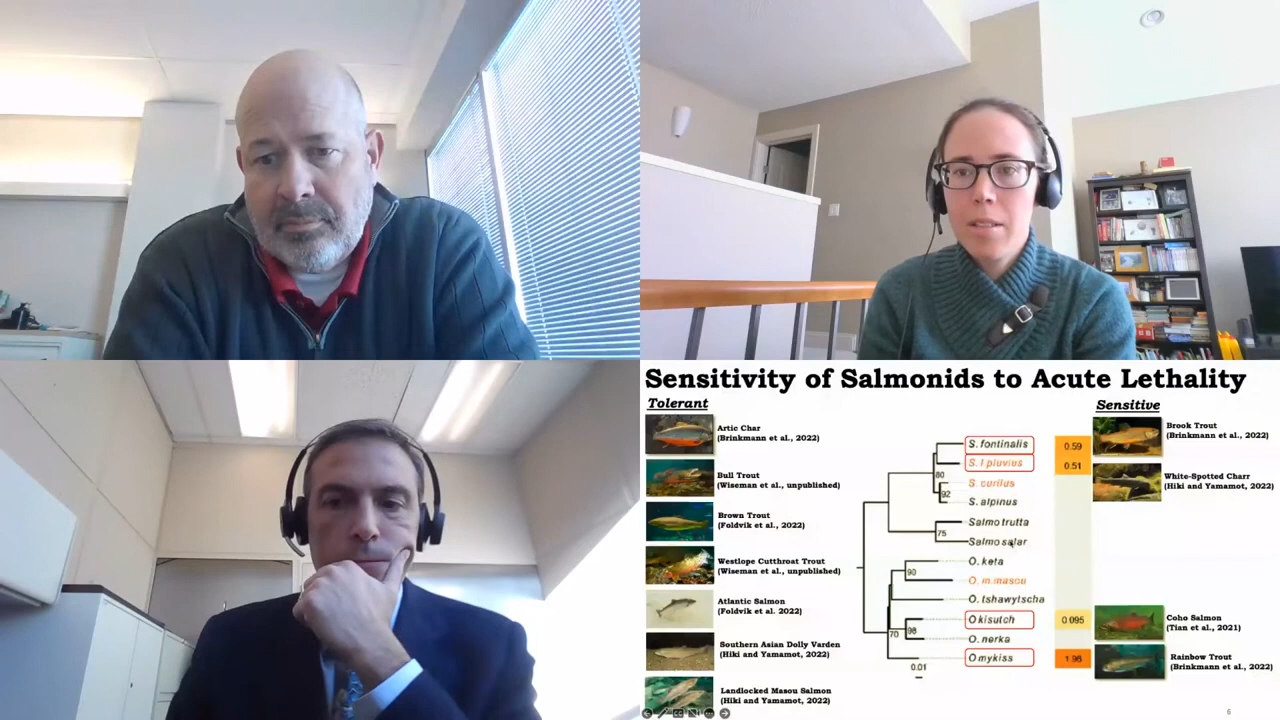 Sensitivity of Salmonids to Acute Lethality
Tolerant
Artic Char
(Brinkmann et al., 2022)
Bull Trout
(Wiseman et al., unpublished)
Brown Trout
(Foldvik et al., 2022)
Westlope Cutthroat Trout
(Wiseman et al., unpublished)
Atlantic Salmon
(Foldvik et al. 2022)
Southern Asian Dolly Varden
(Hiki and Yamamot, 2022)
Landlocked Masou Salmon
(Hiki and Yamamot, 2022)
S. fontinalis
S. l pluvius
S. curilus
S. alpinus
Salmo trutta
Salmo salar
O. keta
O. m. masou
O. tshawytscha
O kisutch
O. nerka
O mykiss
80
92
75
90
98
70
0.01
0.59
0.51
0.095
1.96
Sensitive
Brook Trout
(Brinkmann et al., 2022)
White-Spotted Charr
(Hiki and Yamamot, 2022)
Coho Salmon
(Tian et al., 2021)
Rainbow Trout
(Brinkmann et al., 2022)
6